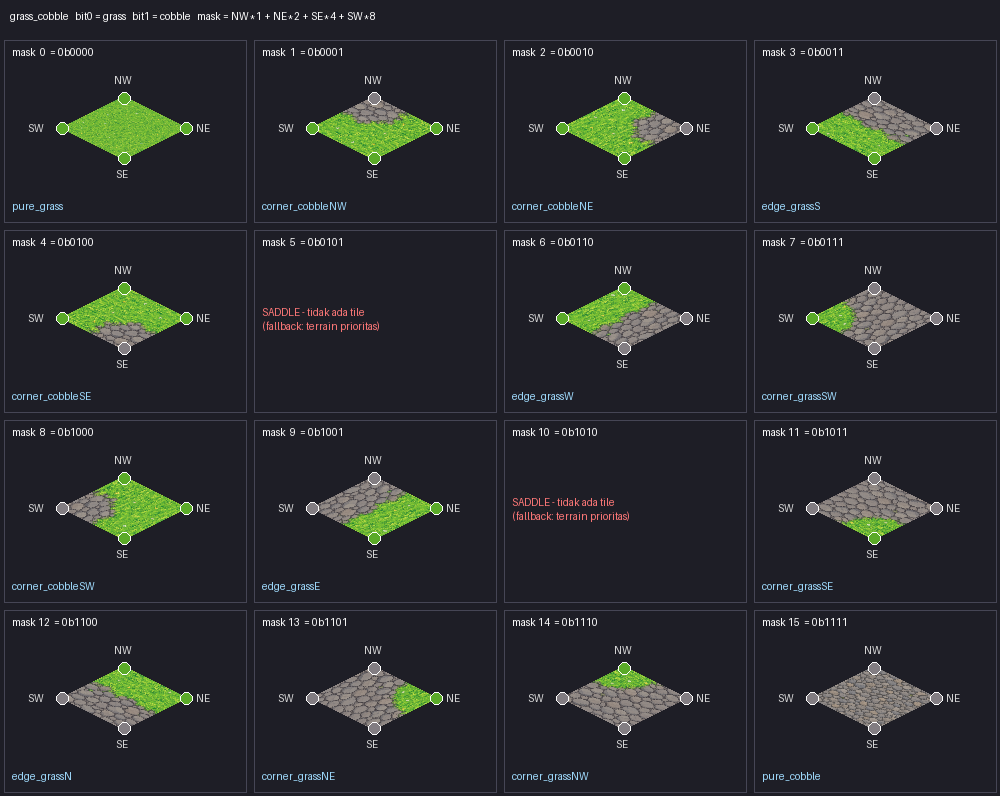 grass_cobble bit0 = grass bit1 = cobble mask = NW*1 + NE*2 + SE*4 + SW*8
mask 0 = 0b0000
NW
SW
NE
SE
pure_grass
mask 1 = 0b0001
NW
SW
NE
SE
corner_cobbleNW
mask 2 = 0b0010
NW
SW
NE
SE
corner_cobbleNE
mask 3 = 0b0011
NW
SW
NE
SE
edge_grassS
mask 4 = 0b0100
NW
SW
NE
SE
corner_cobbleSE
mask 5 = 0b0101
SADDLE - tidak ada tile
(fallback: terrain prioritas)
mask 6 = 0b0110
NW
SW
NE
SE
edge_grassW
mask 7 = 0b0111
NW
SW
NE
SE
corner_grassSW
mask 8 = 0b1000
NW
SW
NE
SE
corner_cobbleSW
mask 9 = 0b1001
NW
SW
NE
SE
edge_grassE
mask 10 = 0b1010
SADDLE - tidak ada tile
(fallback: terrain prioritas)
mask 11 = 0b1011
NW
SW
NE
SE
corner_grassSE
mask 12 = 0b1100
NW
SW
NE
SE
edge_grassN
mask 13 = 0b1101
NW
SW
NE
SE
corner_grassNE
mask 14 = 0b1110
NW
SW
NE
SE
corner_grassNW
mask 15 = 0b1111
NW
SW
NE
SE
pure_cobble